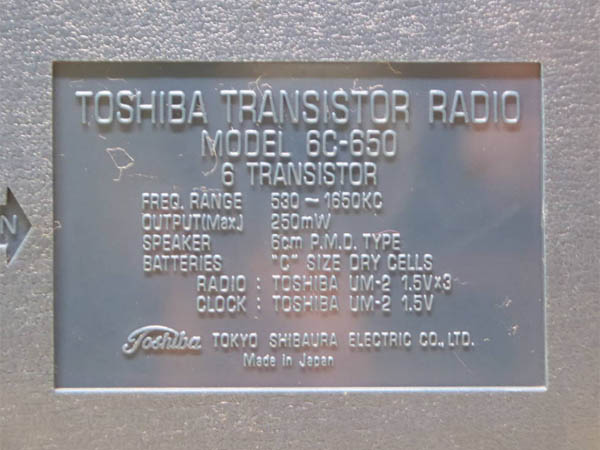 TOSHIBA TRANSISTOR RADIO
MODEL 6C-650
6 TRANSISTOR
FREQ. RANGE 530 ~ 1650KC
OUTPUT(Max.) 250mW
SPEAKER 6cm P.M.D. TYPE
BATTERIES "C" SIZE DRY CELLS
RADIO : TOSHIBA UM-2 1.5V×3
CLOCK : TOSHIBA UM-2 1.5V
Toshiba TOKYO SHIBAURA ELECTRIC CO., LTD.
Made in Japan